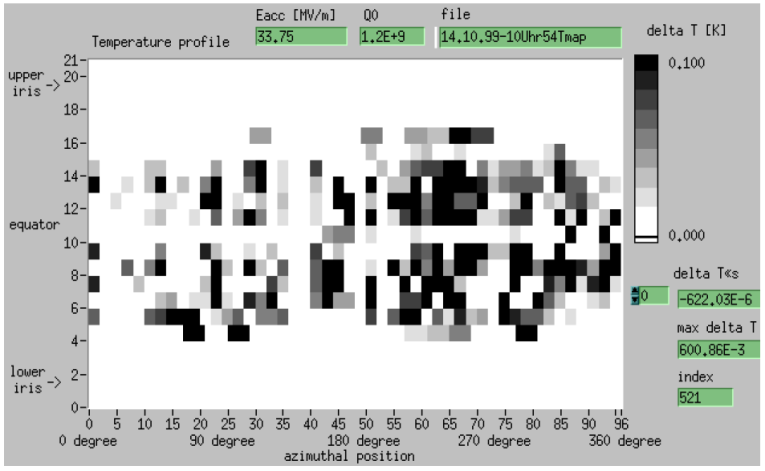 Eacc [MV/m] Q0 file
Temperature profile 33.75 1.2E+9 14.10.99-10Uhr54Tmap
delta T [K]
0.100
0.000
upper iris ->
equator
lower iris ->
21-
20-
18-
16-
14-
12-
10-
8-
6-
4-
2-
0-
0 5 10 15 20 25 30 35 40 45 50 55 60 65 70 75 80 85 90 96
0 degree 90 degree 180 degree 270 degree 360 degree
azimuthal position
delta T«s
0 -622.03E-6
max delta T
600.86E-3
index
521